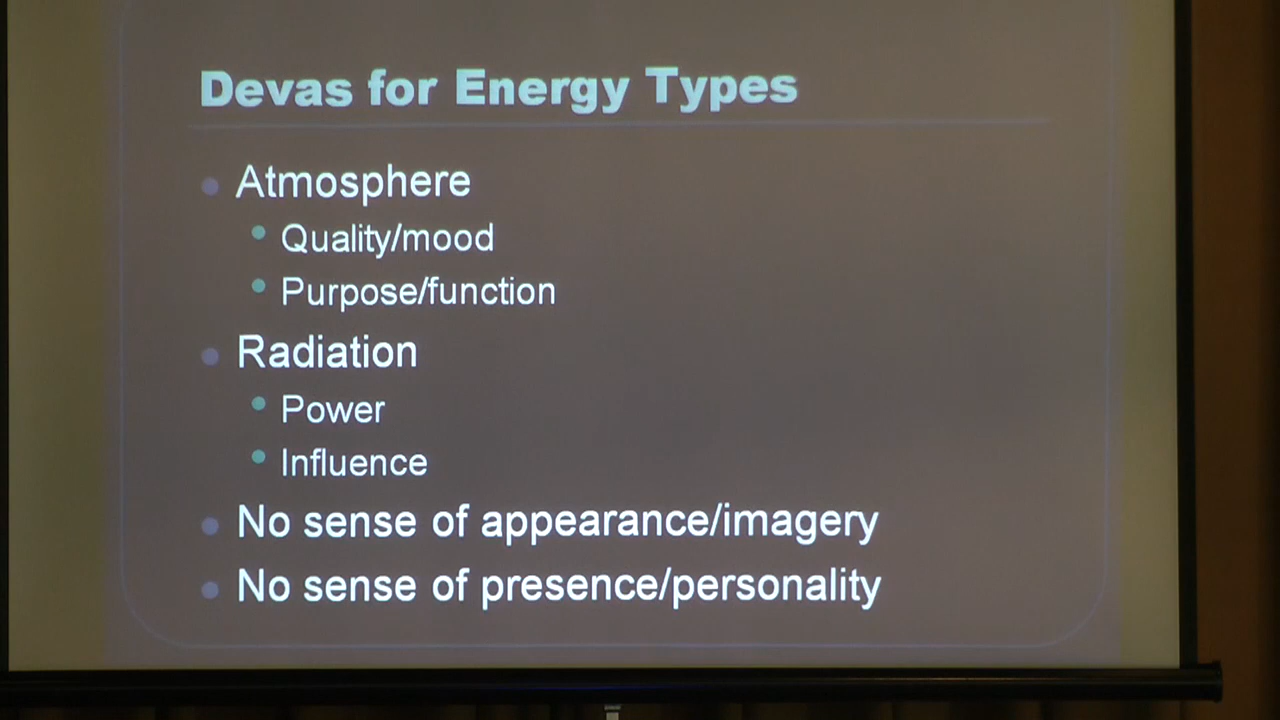 Devas for Energy Types
Atmosphere
Quality/mood
Purpose/function
Radiation
Power
Influence
No sense of appearance/imagery
No sense of presence/personality